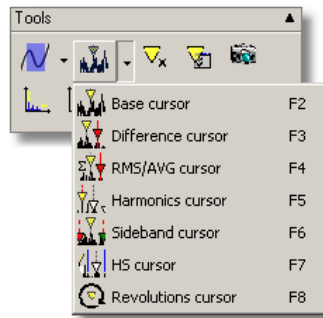 Tools
Base cursor F2
Difference cursor F3
RMS/AVG cursor F4
Harmonics cursor F5
Sideband cursor F6
HS cursor F7
Revolutions cursor F8